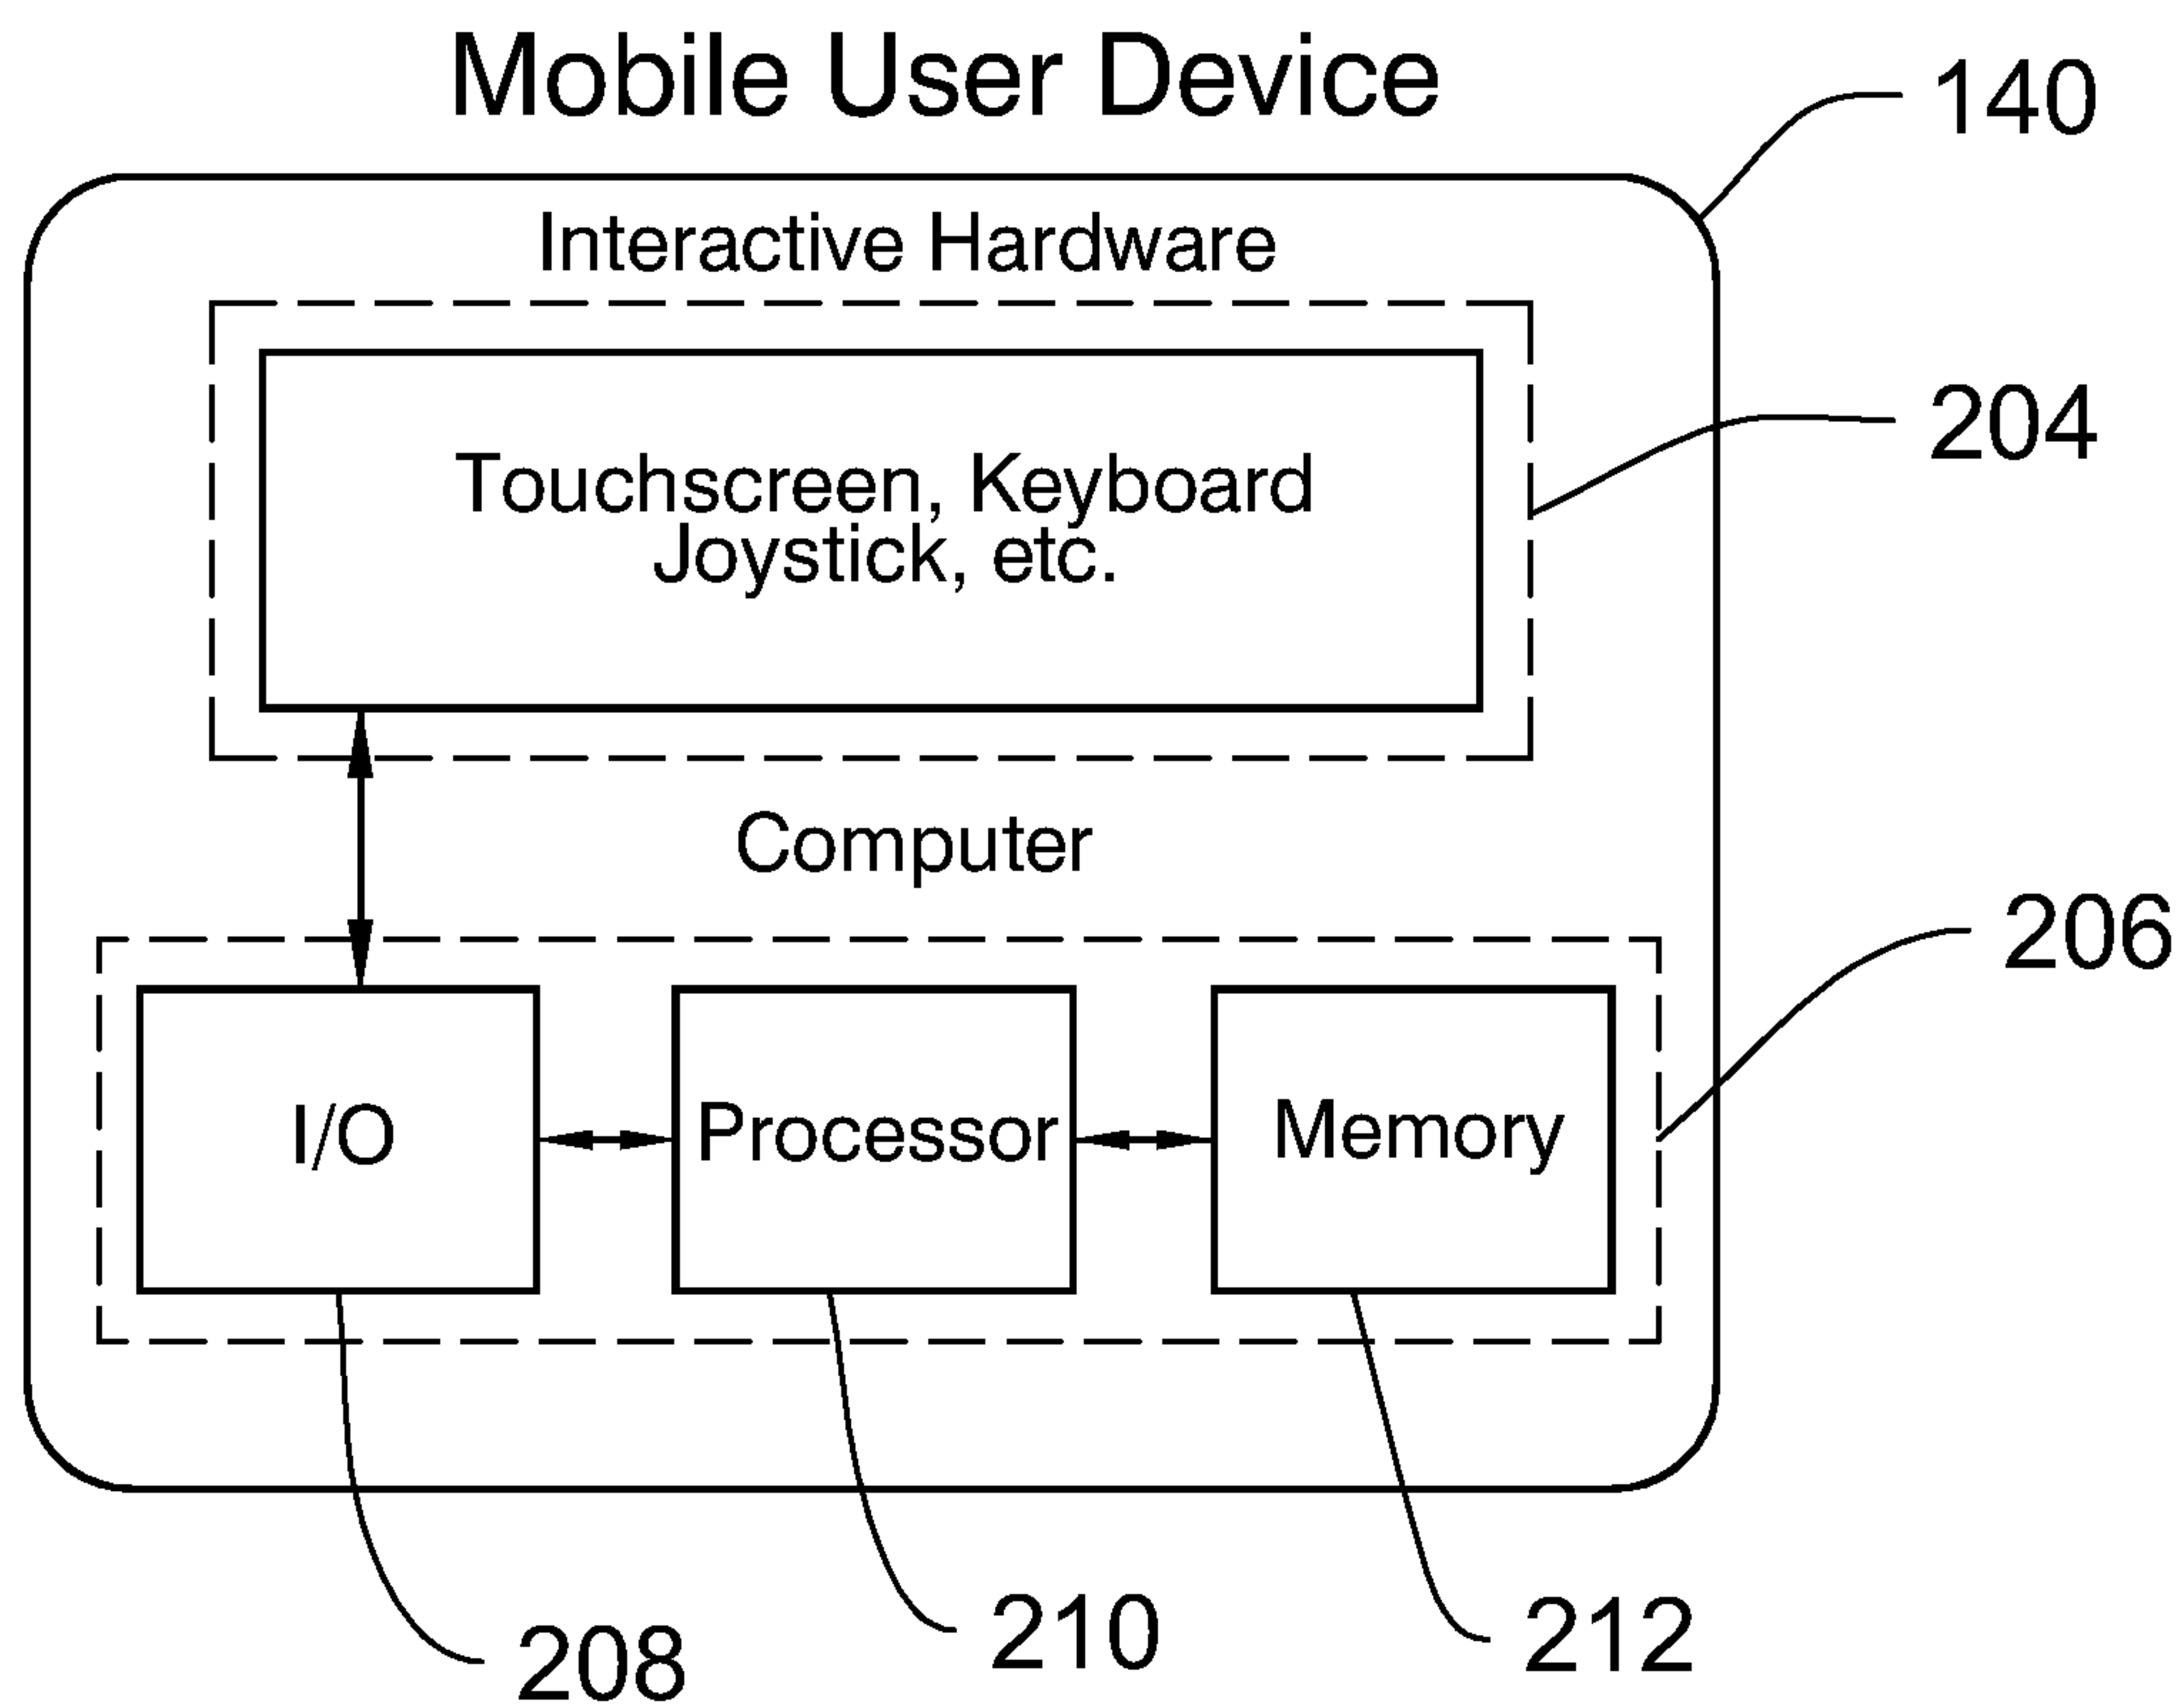 Mobile User Device
140
Interactive Hardware
Touchscreen, Keyboard
Joystick, etc.
204
Computer
206
I/O
Processor
Memory
208
210
212